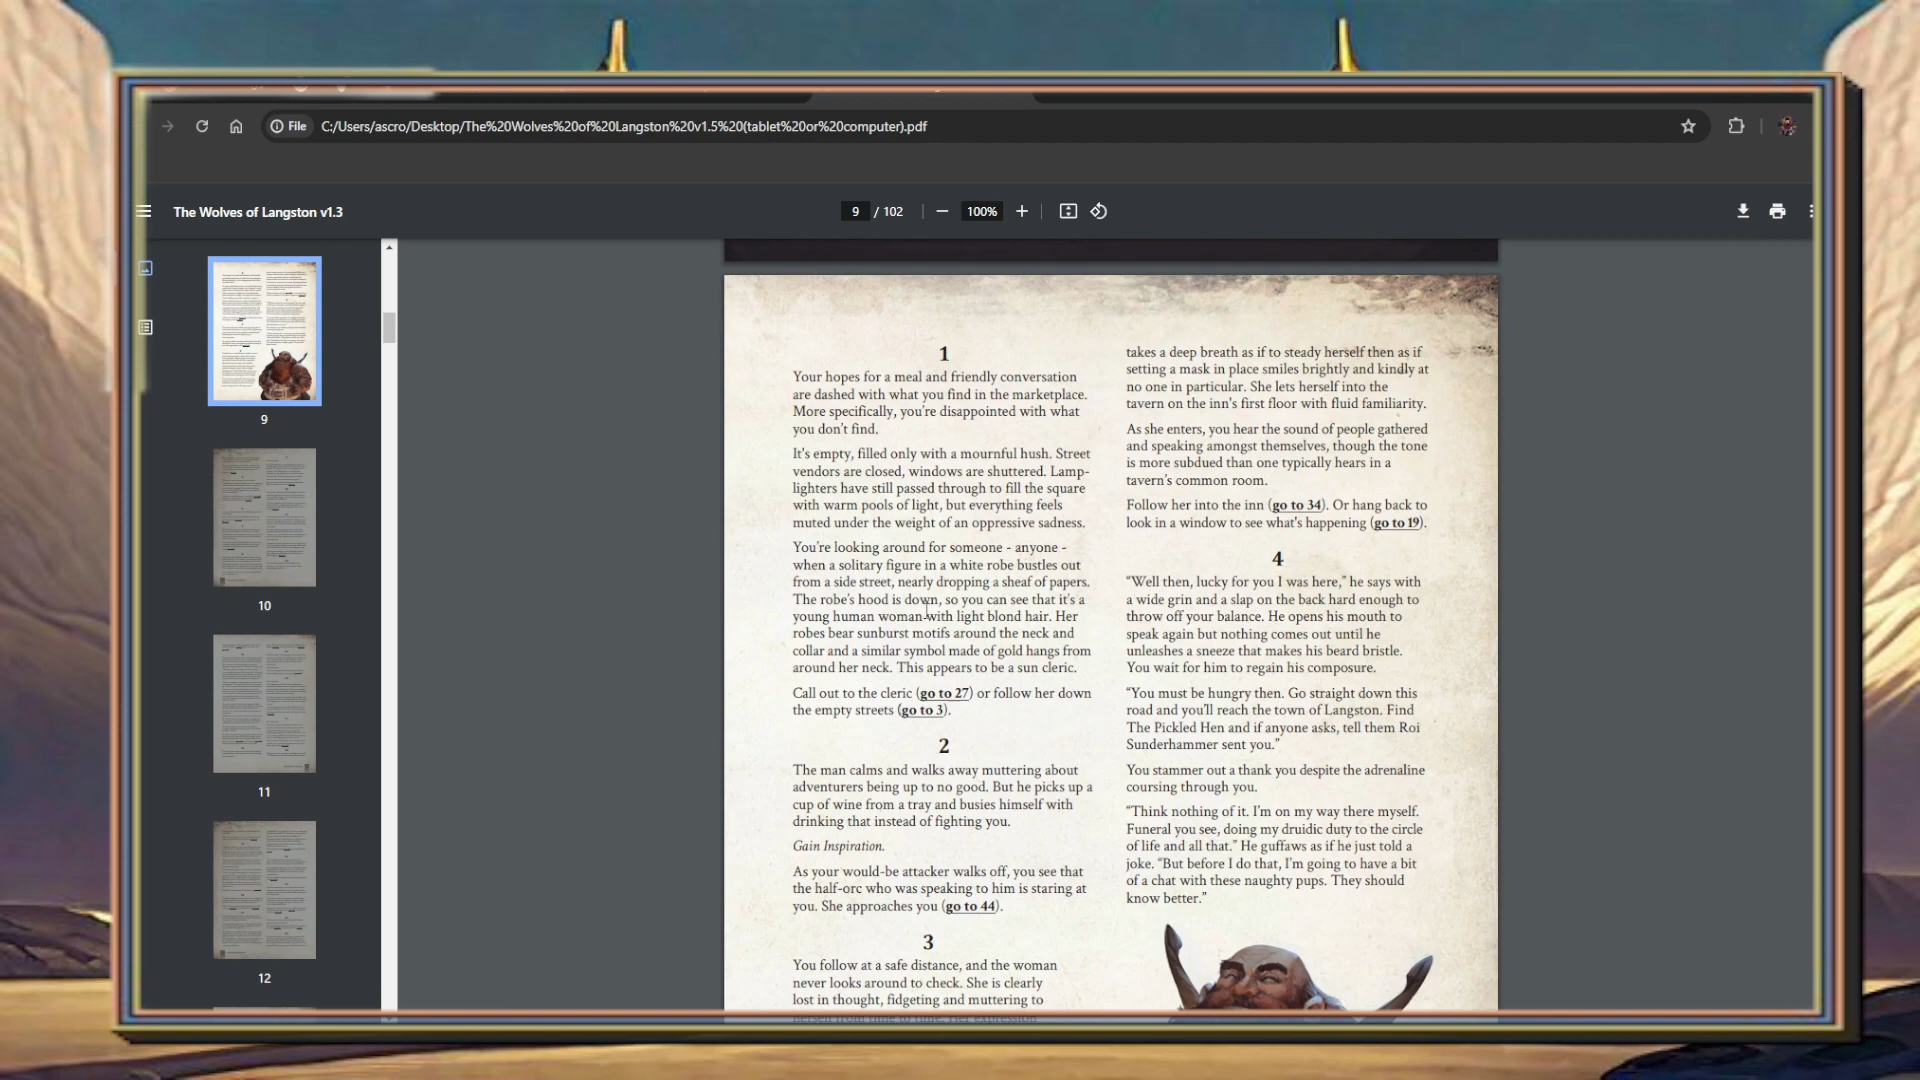 File
C:/Users/ascro/Desktop/The%20Wolves%20of%20Langston%20v1.5%20(tablet%20or%20computer).pdf
The Wolves of Langston v1.3
9 / 102
100%
9
10
11
12
1
Your hopes for a meal and friendly conversation
are dashed with what you find in the marketplace.
More specifically, you're disappointed with what
you don't find.
It's empty, filled only with a mournful hush. Street
vendors are closed, windows are shuttered. Lamp-
lighters have still passed through to fill the square
with warm pools of light, but everything feels
muted under the weight of an oppressive sadness.
You're looking around for someone - anyone -
when a solitary figure in a white robe bustles out
from a side street, nearly dropping a sheaf of papers.
The robe's hood is down, so you can see that it's a
young human woman with light blond hair. Her
robes bear sunburst motifs around the neck and
collar and a similar symbol made of gold hangs from
around her neck. This appears to be a sun cleric.
Call out to the cleric (go to 27) or follow her down
the empty streets (go to 3).
2
The man calms and walks away muttering about
adventurers being up to no good. But he picks up a
cup of wine from a tray and busies himself with
drinking that instead of fighting you.
Gain Inspiration.
As your would-be attacker walks off, you see that
the half-orc who was speaking to him is staring at
you. She approaches you (go to 44).
3
You follow at a safe distance, and the woman
never looks around to check. She is clearly
lost in thought, fidgeting and muttering to
herself from time to time. Her expression
takes a deep breath as if to steady herself then as if
setting a mask in place smiles brightly and kindly at
no one in particular. She lets herself into the
tavern on the inn's first floor with fluid familiarity.
As she enters, you hear the sound of people gathered
and speaking amongst themselves, though the tone
is more subdued than one typically hears in a
tavern's common room.
Follow her into the inn (go to 34). Or hang back to
look in a window to see what's happening (go to 19).
4
“Well then, lucky for you I was here,” he says with
a wide grin and a slap on the back hard enough to
throw off your balance. He opens his mouth to
speak again but nothing comes out until he
unleashes a sneeze that makes his beard bristle.
You wait for him to regain his composure.
“You must be hungry then. Go straight down this
road and you'll reach the town of Langston. Find
The Pickled Hen and if anyone asks, tell them Roi
Sunderhammer sent you.”
You stammer out a thank you despite the adrenaline
coursing through you.
“Think nothing of it. I'm on my way there myself.
Funeral you see, doing my druidic duty to the circle
of life and all that.” He guffaws as if he just told a
joke. “But before I do that, I'm going to have a bit
of a chat with these naughty pups. They should
know better.”